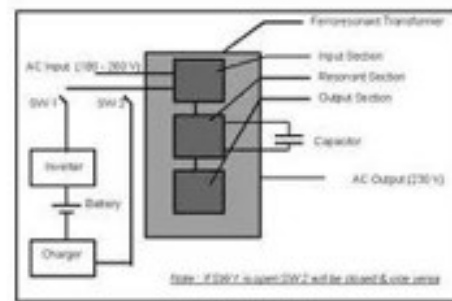 Ferroresonant Transformer
Input Section
AC Input (180 - 260 V)
Resonant Section
Output Section
SW 1
SW 2
Capacitor
Inverter
AC Output (230 V)
Battery
Charger
Note : If SW 1 is open SW 2 will be closed & vice versa